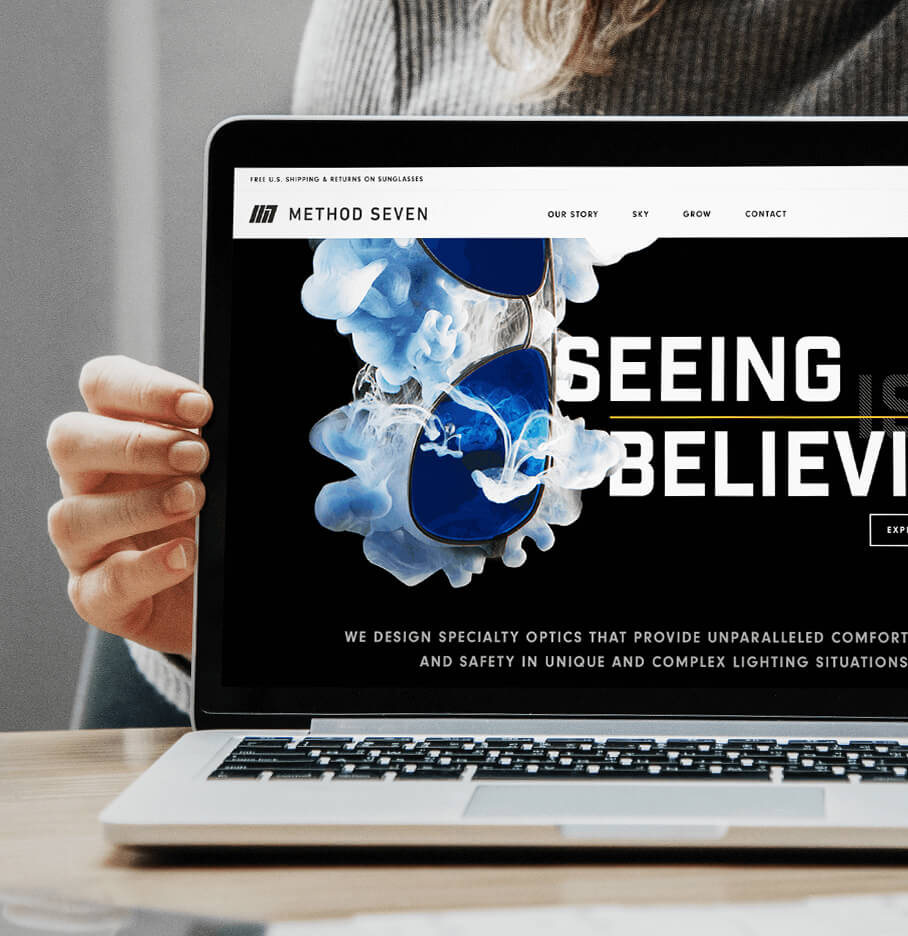 FREE U.S. SHIPPING & RETURNS ON SUNGLASSES
METHOD SEVEN
OUR STORY SKY GROW CONTACT
SEEING
IS
BELIEVI
EXP
WE DESIGN SPECIALTY OPTICS THAT PROVIDE UNPARALLELED COMFORT
AND SAFETY IN UNIQUE AND COMPLEX LIGHTING SITUATIONS